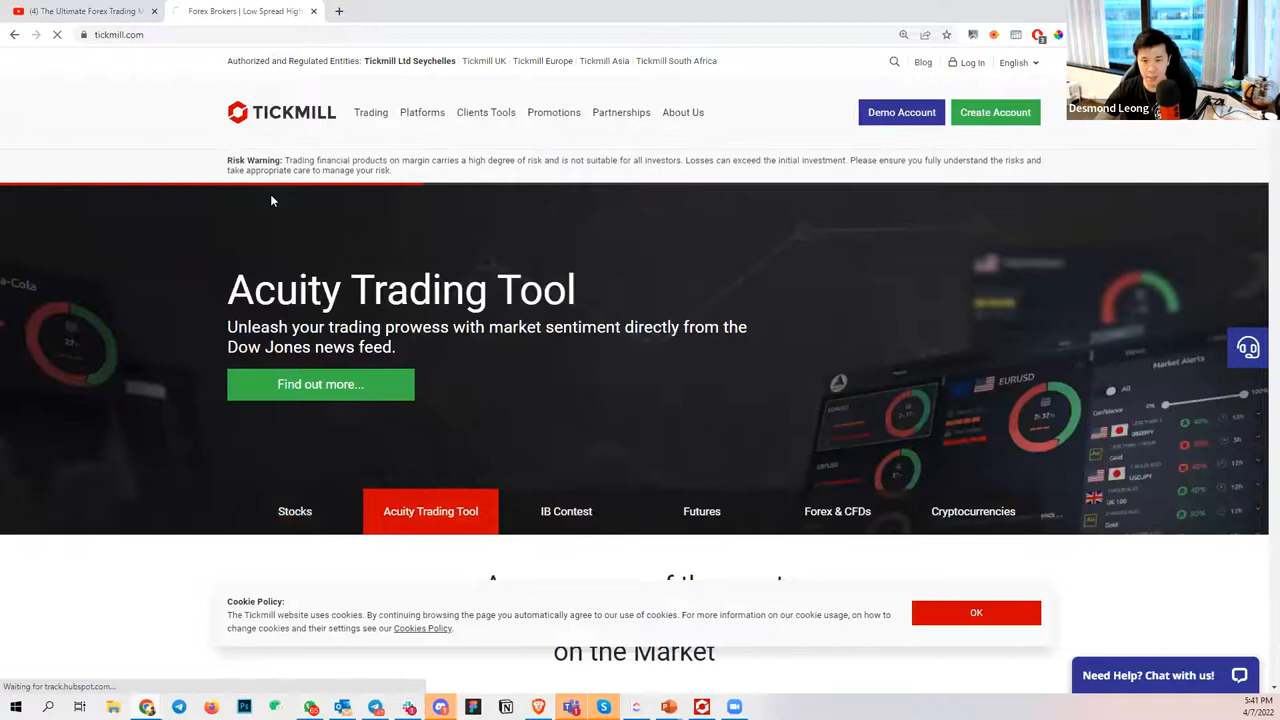 (4) The Ultimate Forex Trading M
Forex Brokers | Low Spread High
tickmill.com
3
Authorized and Regulated Entities: Tickmill Ltd Seychelles Tickmill UK Tickmill Europe Tickmill Asia Tickmill South Africa
Blog Log In English
TICKMILL
Trading Platforms Clients Tools Promotions Partnerships About Us
Demo Account Create Account
Desmond Leong
Risk Warning: Trading financial products on margin carries a high degree of risk and is not suitable for all investors. Losses can exceed the initial investment. Please ensure you fully understand the risks and
take appropriate care to manage your risk.
Acuity Trading Tool
Unleash your trading prowess with market sentiment directly from the
Dow Jones news feed.
Find out more...
Market Alerts
EURUSD
All
Confidence 0% 100%
Gold
Stocks Acuity Trading Tool IB Contest Futures Forex & CFDs Cryptocurrencies
Cookie Policy:
The Tickmill website uses cookies. By continuing browsing the page you automatically agree to our use of cookies. For more information on our cookie usage, on how to
change cookies and their settings see our Cookies Policy.
OK
on the Market
Need Help? Chat with us!
Waiting for track.hubspot.com...
5:41 PM
4/7/2022